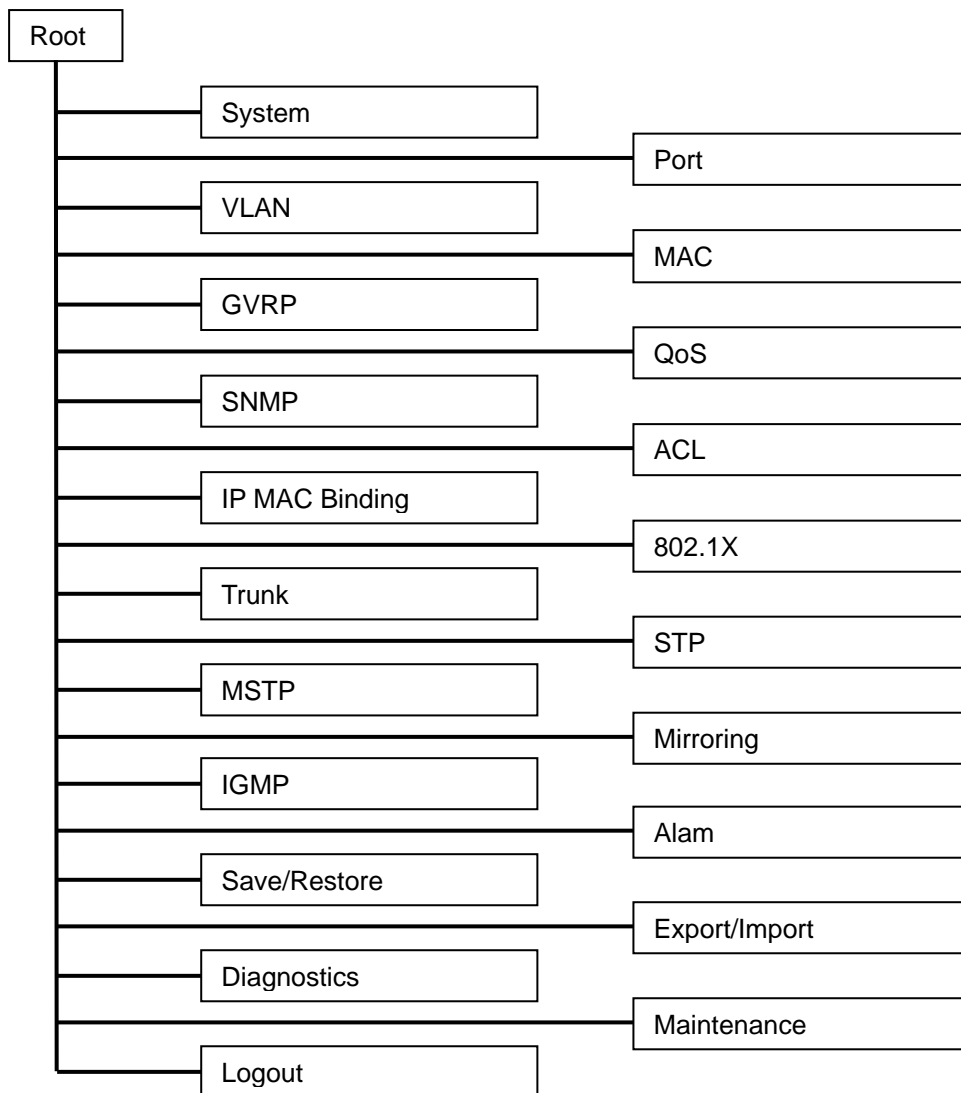 Root
System
Port
VLAN
MAC
GVRP
QoS
SNMP
ACL
IP MAC Binding
802.1X
Trunk
STP
MSTP
Mirroring
IGMP
Alam
Save/Restore
Export/Import
Diagnostics
Maintenance
Logout